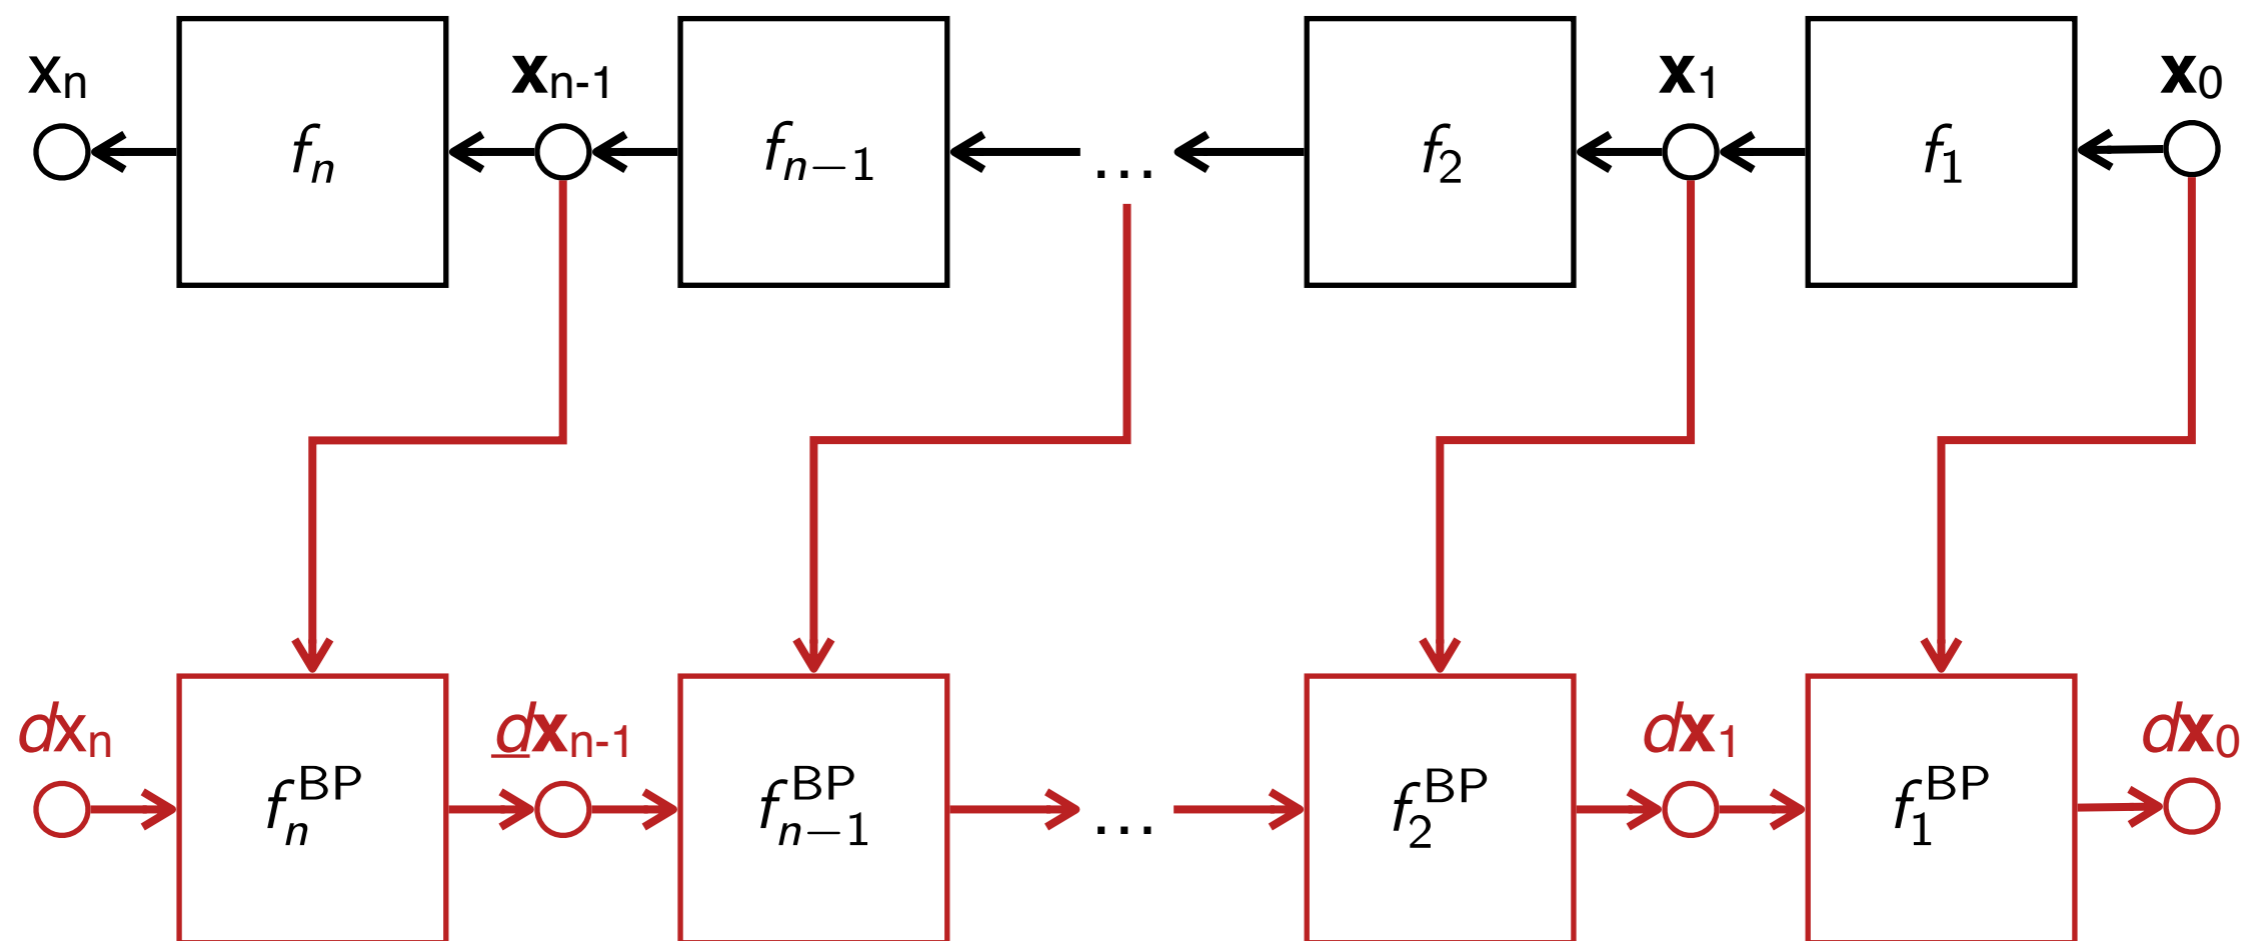 xₙ 𝐱ₙ₋₁ 𝐱₁ 𝐱₀
fₙ fₙ₋₁ ... f₂ f₁
d𝐱ₙ d̲𝐱ₙ₋₁ d𝐱₁ d𝐱₀
fₙᴮᴾ fₙ₋₁ᴮᴾ ... f₂ᴮᴾ f₁ᴮᴾ